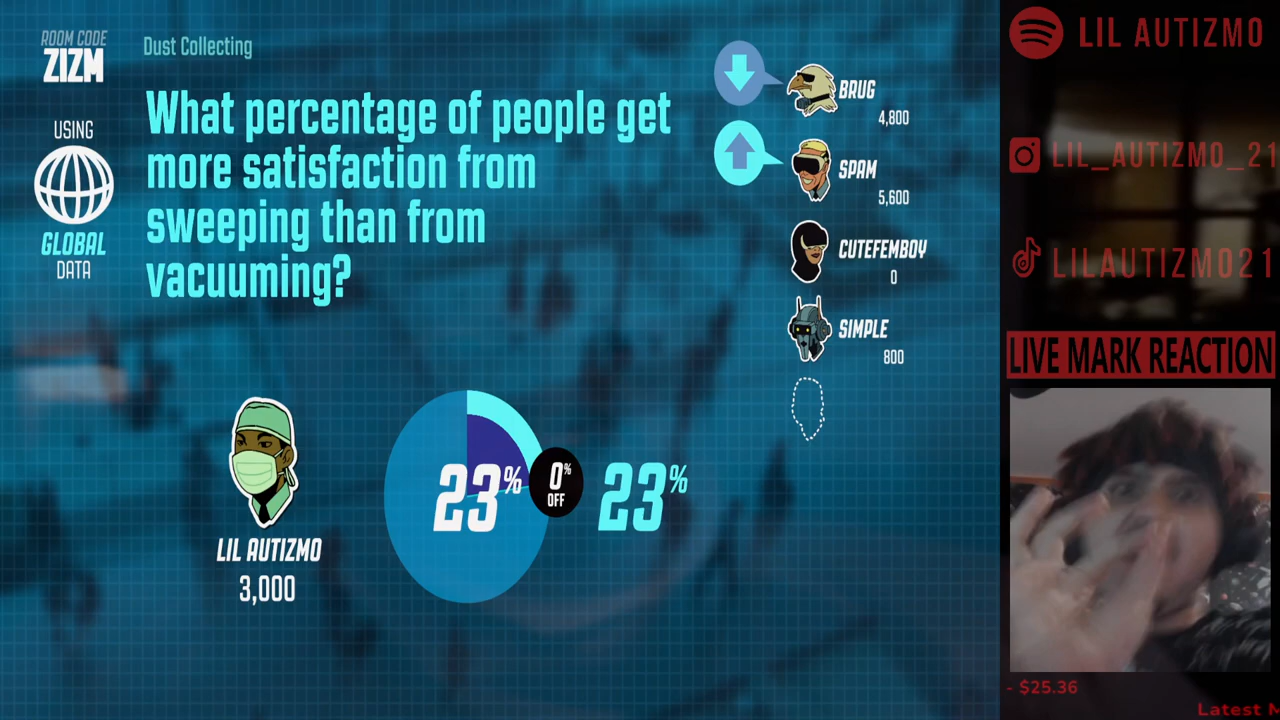 ROOM CODE
ZIZM
USING
GLOBAL
DATA
Dust Collecting
What percentage of people get
more satisfaction from
sweeping than from
vacuuming?
BRUG
4,800
SPAM
5,600
CUTEFEMBOY
0
SIMPLE
800
LIL AUTIZMO
3,000
23%
0%
OFF
23%
LIL AUTIZMO
LIL_AUTIZMO_21
LILAUTIZMO21
LIVE MARK REACTION
- $25.36
Latest